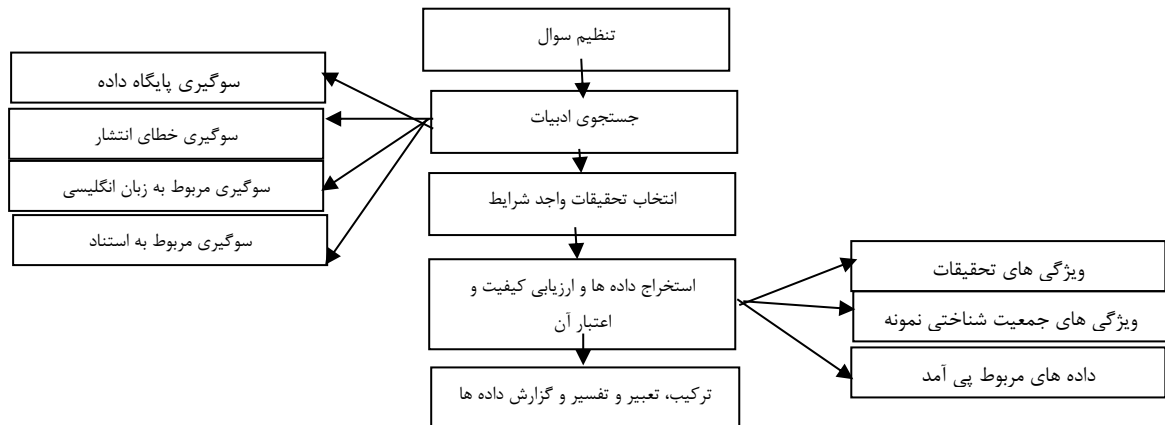 تنظیم سوال
جستجوی ادبیات
سوگیری پایگاه داده
سوگیری خطای انتشار
سوگیری مربوط به زبان انگلیسی
سوگیری مربوط به استناد
انتخاب تحقیقات واجد شرایط
استخراج داده ها و ارزیابی کیفیت و
اعتبار آن
ویژگی های تحقیقات
ویژگی های جمعیت شناختی نمونه
داده های مربوط پی آمد
ترکیب، تعبیر و تفسیر و گزارش داده ها